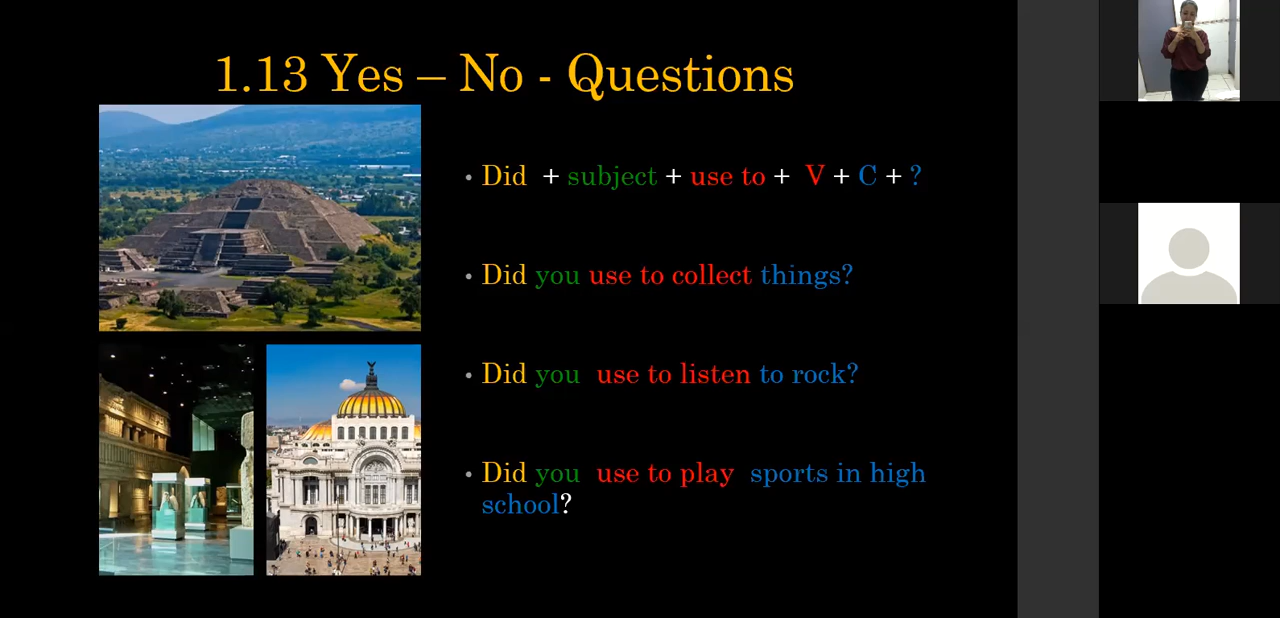 1.13 Yes – No - Questions
• Did + subject + use to + V + C + ?
• Did you use to collect things?
• Did you use to listen to rock?
• Did you use to play sports in high
school?